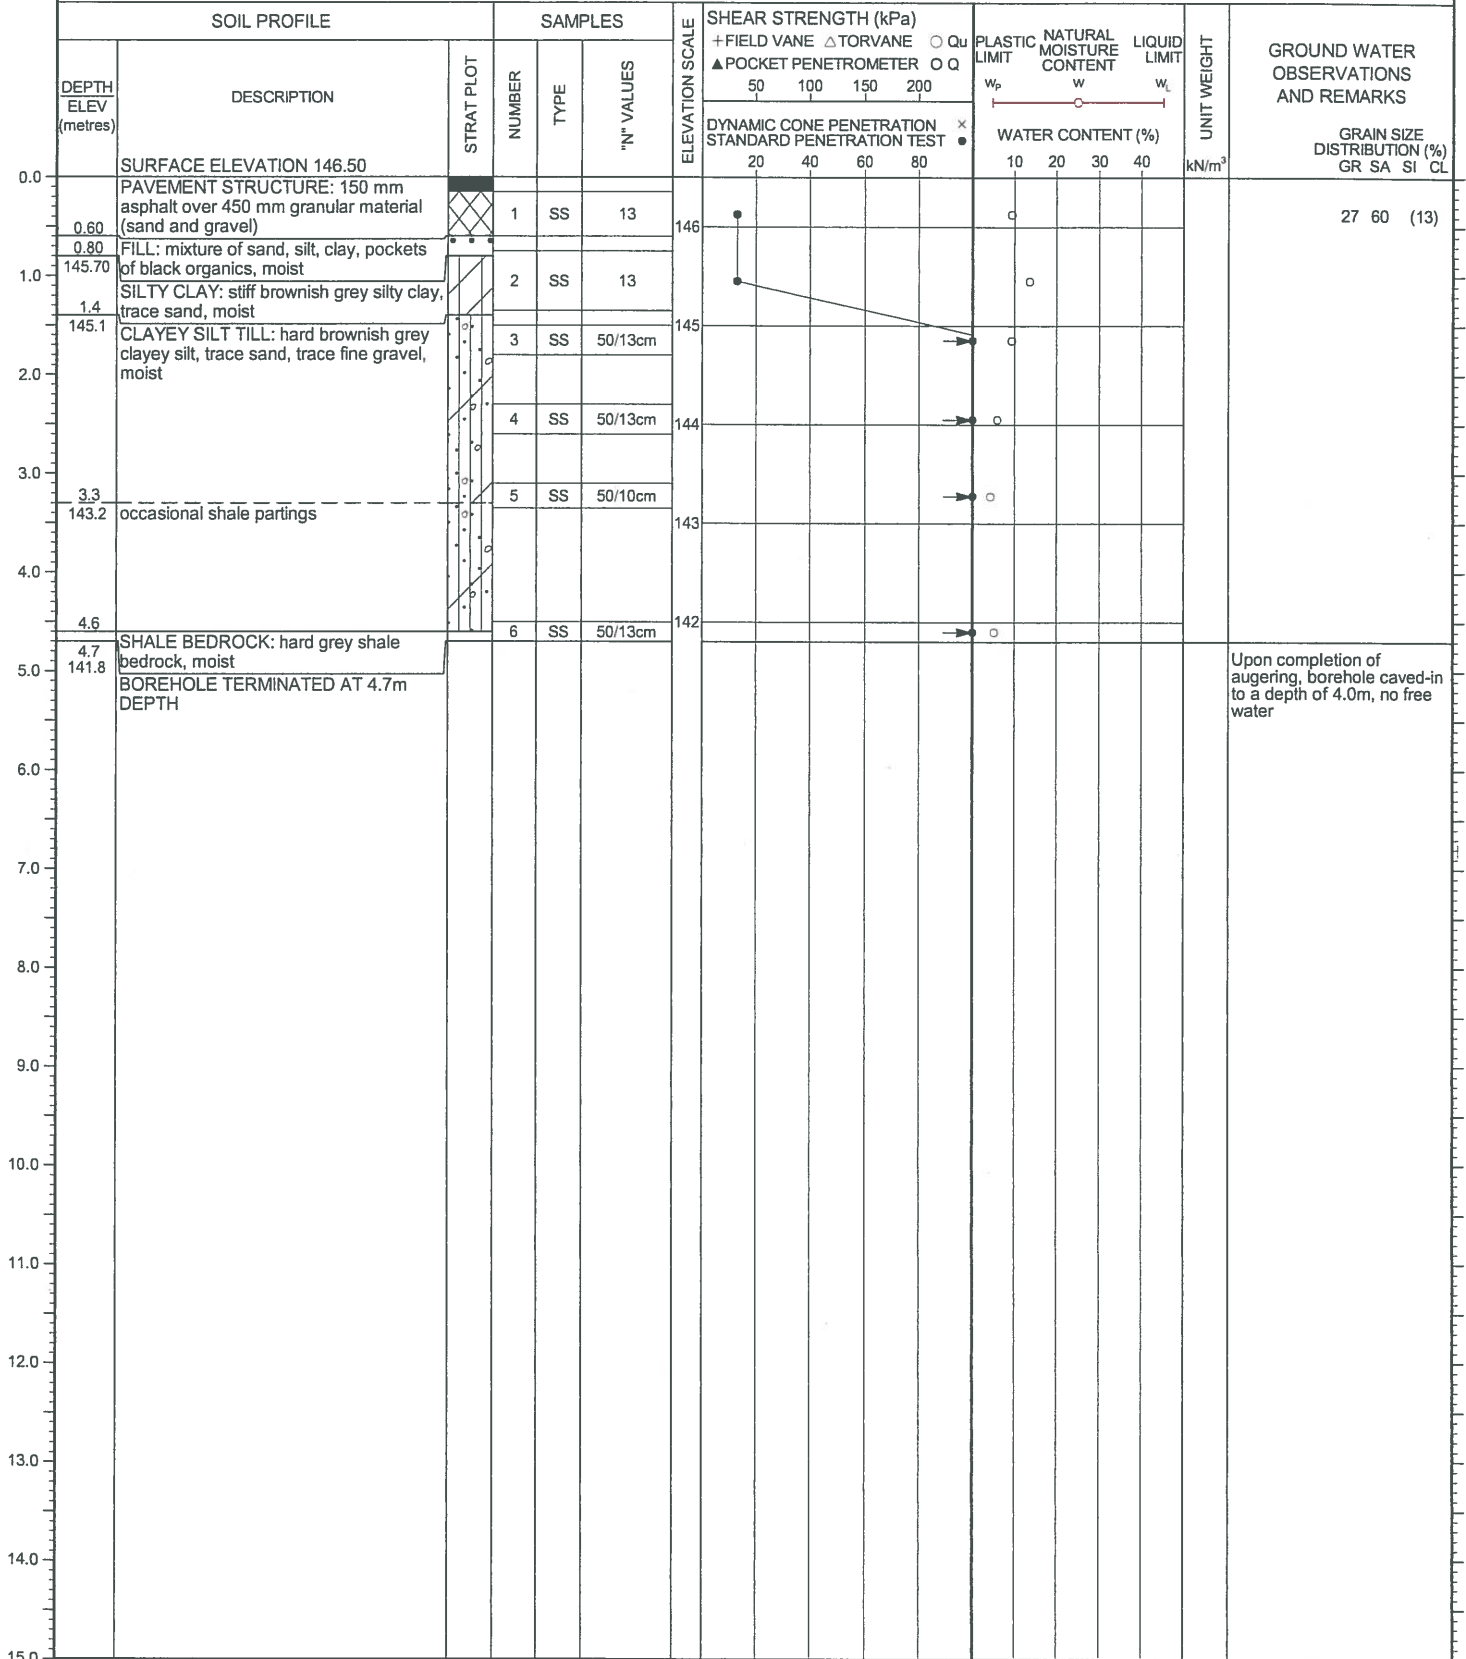 SOIL PROFILE
SAMPLES
DEPTH
ELEV
(metres)
DESCRIPTION
STRAT PLOT
NUMBER
TYPE
"N" VALUES
ELEVATION SCALE
SHEAR STRENGTH (kPa)
+FIELD VANE △TORVANE ○ Qu
▲POCKET PENETROMETER O Q
50 100 150 200
DYNAMIC CONE PENETRATION ×
STANDARD PENETRATION TEST ●
20 40 60 80
PLASTIC LIMIT
NATURAL MOISTURE CONTENT
LIQUID LIMIT
WP W WL
WATER CONTENT (%)
10 20 30 40
UNIT WEIGHT
kN/m³
GROUND WATER
OBSERVATIONS
AND REMARKS
GRAIN SIZE
DISTRIBUTION (%)
GR SA SI CL
SURFACE ELEVATION 146.50
0.0
PAVEMENT STRUCTURE: 150 mm
asphalt over 450 mm granular material
(sand and gravel)
0.60
1 SS 13
146
27 60 (13)
0.80
145.70
FILL: mixture of sand, silt, clay, pockets
of black organics, moist
1.0
2 SS 13
SILTY CLAY: stiff brownish grey silty clay,
trace sand, moist
1.4
145.1
145
CLAYEY SILT TILL: hard brownish grey
clayey silt, trace sand, trace fine gravel,
moist
3 SS 50/13cm
2.0
4 SS 50/13cm
144
3.0
3.3
143.2
5 SS 50/10cm
occasional shale partings
143
4.0
4.6
142
6 SS 50/13cm
4.7
141.8
SHALE BEDROCK: hard grey shale
bedrock, moist
5.0
BOREHOLE TERMINATED AT 4.7m
DEPTH
Upon completion of
augering, borehole caved-in
to a depth of 4.0m, no free
water
6.0
7.0
8.0
9.0
10.0
11.0
12.0
13.0
14.0
15.0